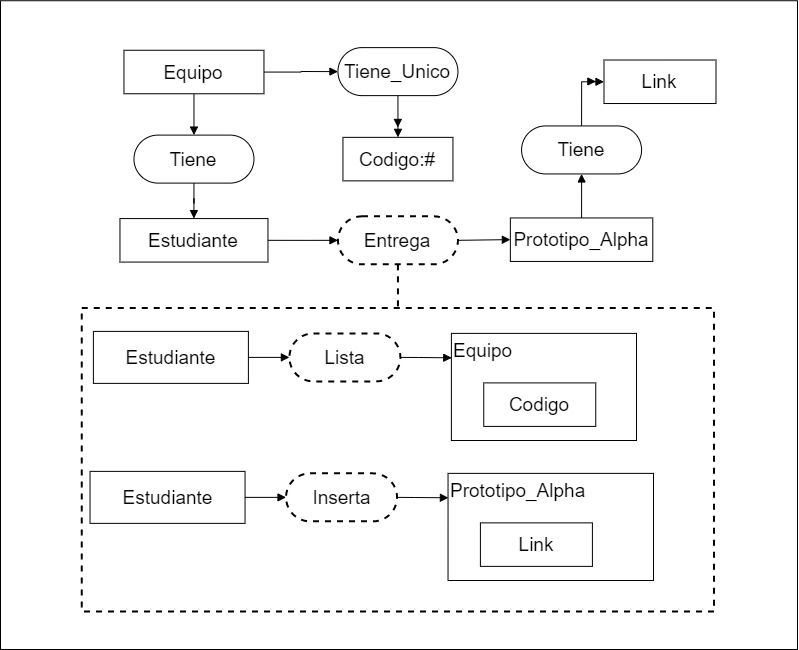 Equipo
Tiene_Unico
Link
Tiene
Codigo:#
Tiene
Estudiante
Entrega
Prototipo_Alpha
Estudiante
Lista
Equipo
Codigo
Estudiante
Inserta
Prototipo_Alpha
Link